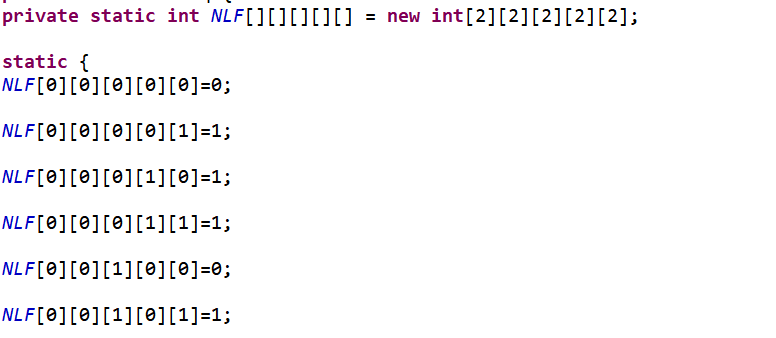 private static int NLF[][][][][] = new int[2][2][2][2][2];
static {
NLF[0][0][0][0][0]=0;
NLF[0][0][0][0][1]=1;
NLF[0][0][0][1][0]=1;
NLF[0][0][0][1][1]=1;
NLF[0][0][1][0][0]=0;
NLF[0][0][1][0][1]=1;